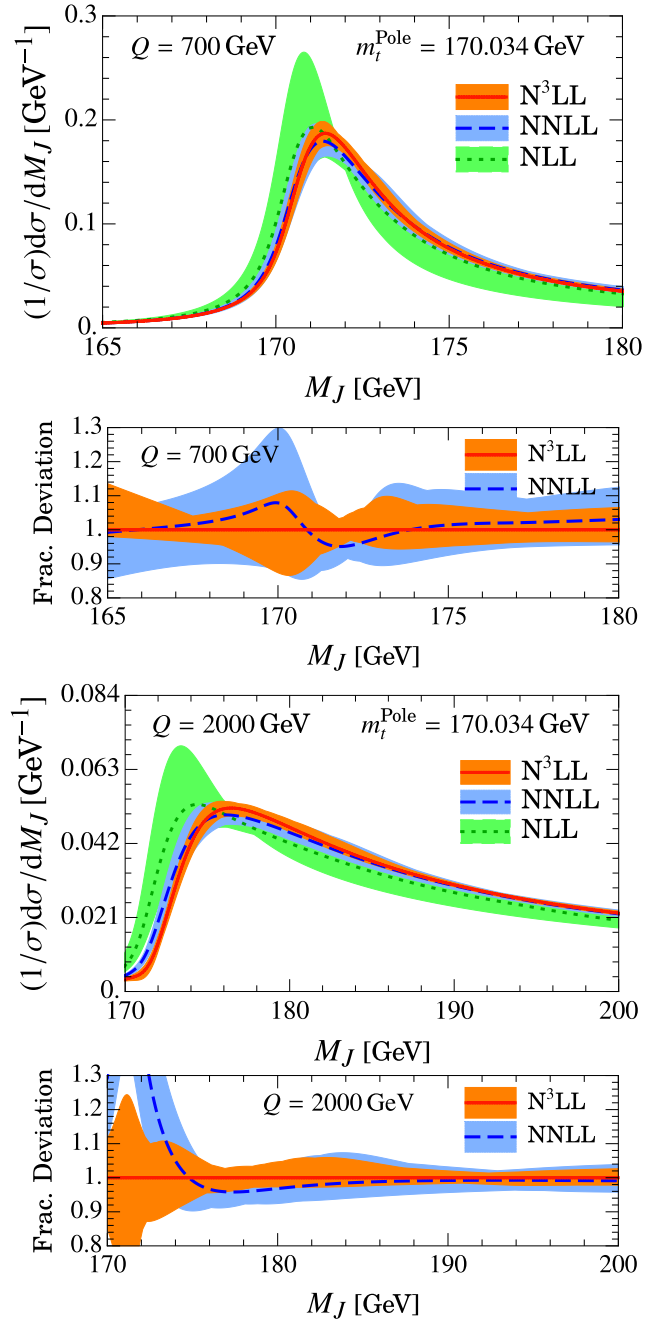 Q = 700 GeV m_t^Pole = 170.034 GeV
N³LL
NNLL
NLL
(1/σ)dσ/dM_J [GeV⁻¹]
0.3
0.2
0.1
0.
165 170 175 180
M_J [GeV]
Q = 700 GeV
N³LL
NNLL
Frac. Deviation
1.3
1.2
1.1
1.
0.9
0.8
165 170 175 180
M_J [GeV]
Q = 2000 GeV m_t^Pole = 170.034 GeV
N³LL
NNLL
NLL
(1/σ)dσ/dM_J [GeV⁻¹]
0.084
0.063
0.042
0.021
0.
170 180 190 200
M_J [GeV]
Q = 2000 GeV
N³LL
NNLL
Frac. Deviation
1.3
1.2
1.1
1.
0.9
0.8
170 180 190 200
M_J [GeV]